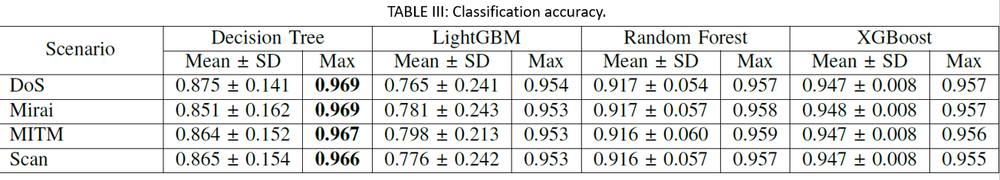 TABLE III: Classification accuracy.
Scenario Decision Tree LightGBM Random Forest XGBoost
Mean ± SD Max Mean ± SD Max Mean ± SD Max Mean ± SD Max
DoS 0.875 ± 0.141 0.969 0.765 ± 0.241 0.954 0.917 ± 0.054 0.957 0.947 ± 0.008 0.957
Mirai 0.851 ± 0.162 0.969 0.781 ± 0.243 0.953 0.917 ± 0.057 0.958 0.948 ± 0.008 0.957
MITM 0.864 ± 0.152 0.967 0.798 ± 0.213 0.953 0.916 ± 0.060 0.959 0.947 ± 0.008 0.956
Scan 0.865 ± 0.154 0.966 0.776 ± 0.242 0.953 0.916 ± 0.057 0.957 0.947 ± 0.008 0.955